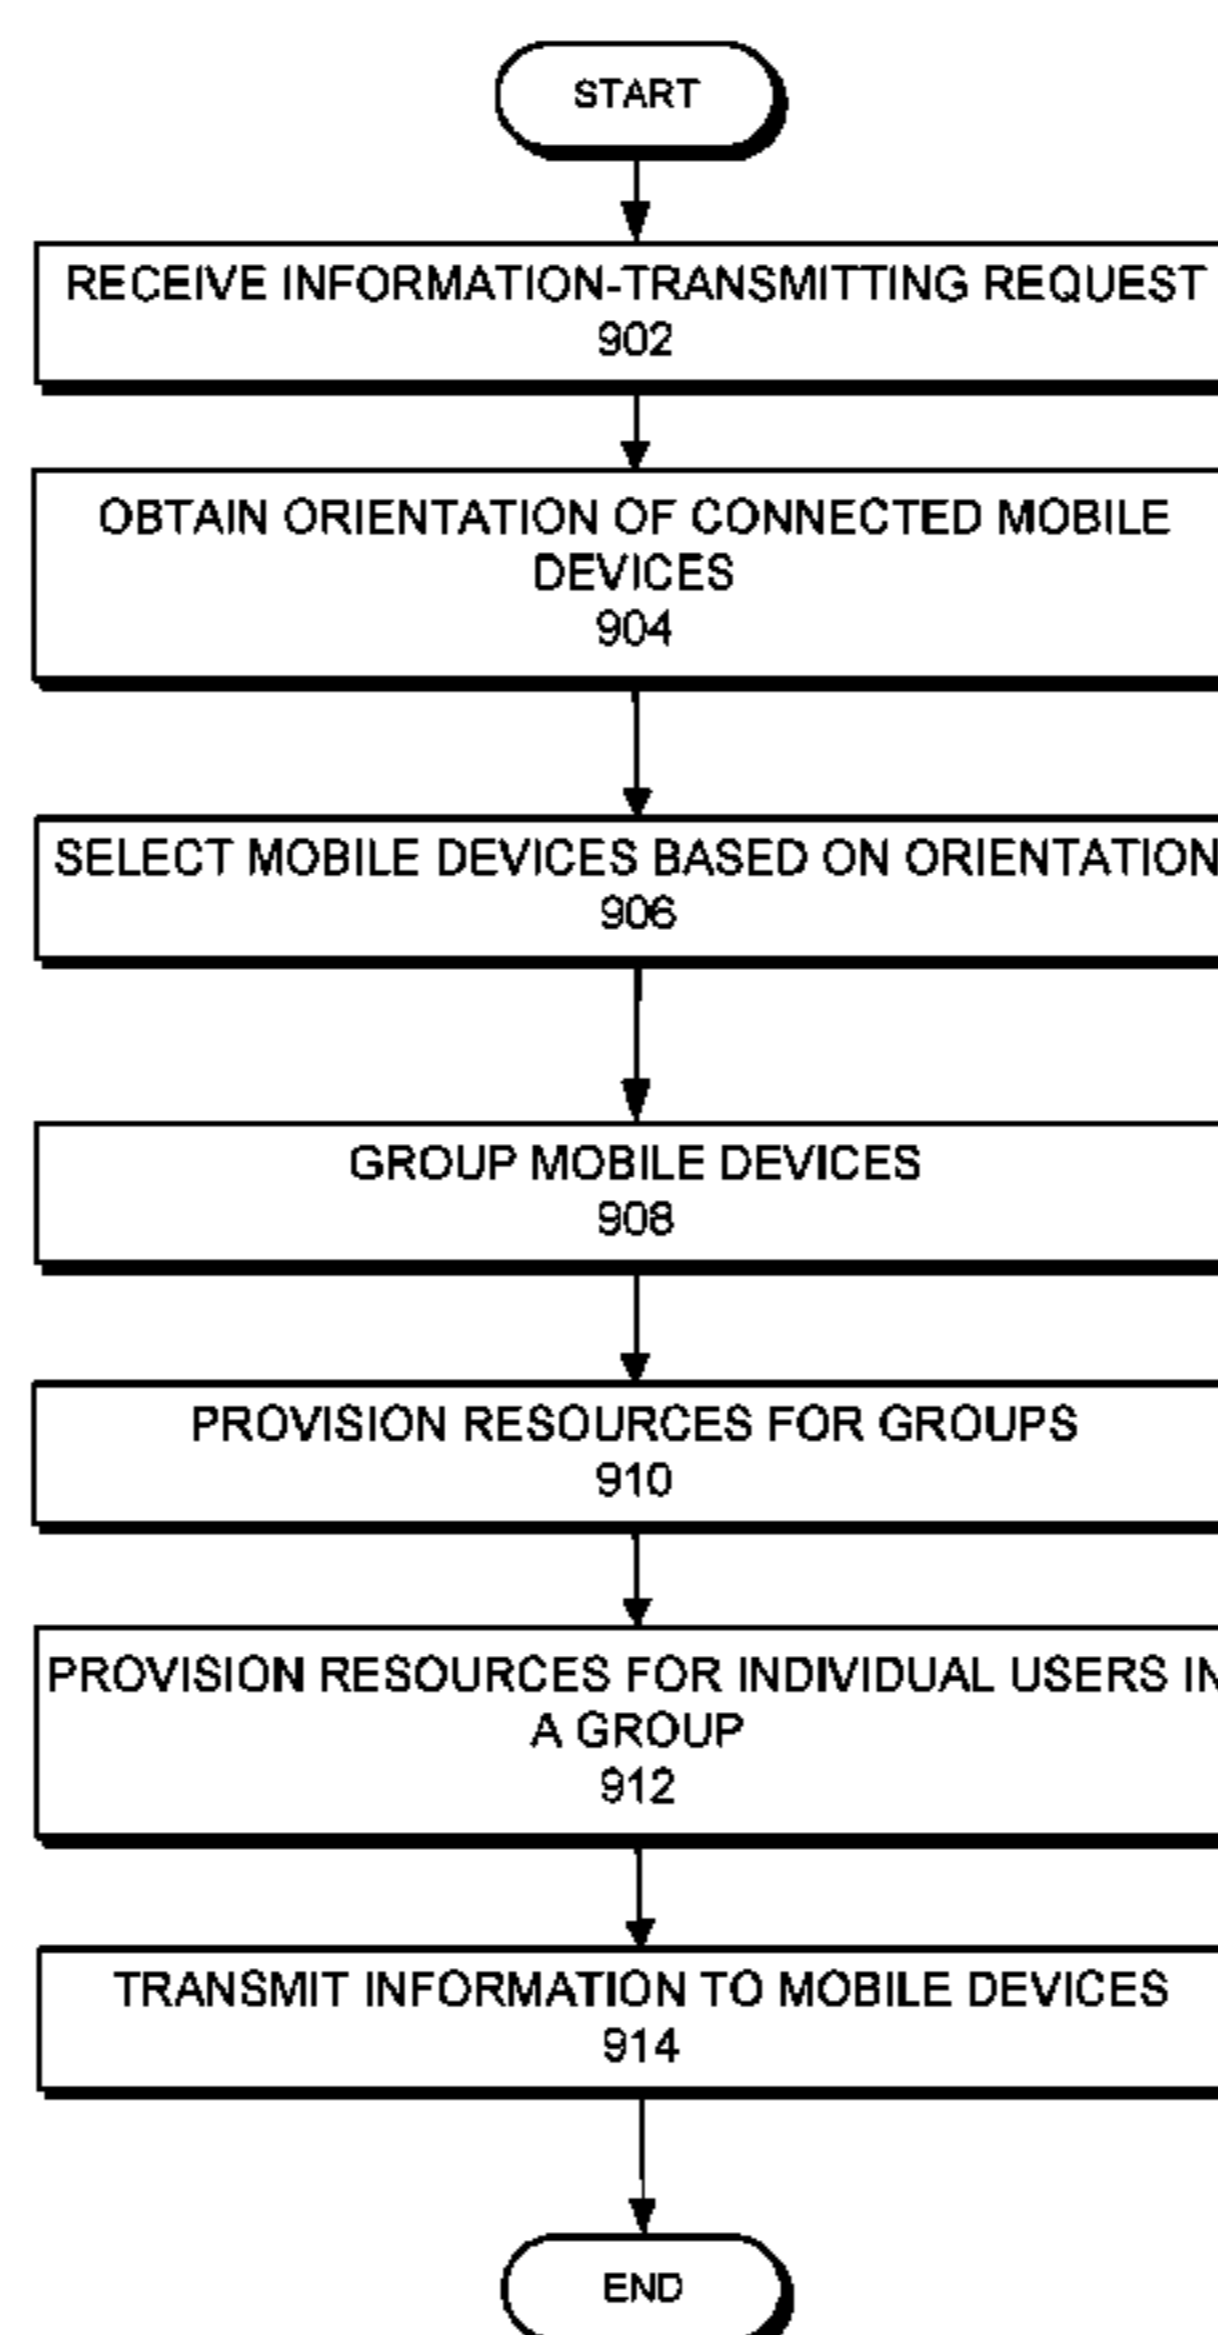 START
RECEIVE INFORMATION-TRANSMITTING REQUEST
902
OBTAIN ORIENTATION OF CONNECTED MOBILE
DEVICES
904
SELECT MOBILE DEVICES BASED ON ORIENTATION
906
GROUP MOBILE DEVICES
908
PROVISION RESOURCES FOR GROUPS
910
PROVISION RESOURCES FOR INDIVIDUAL USERS IN
A GROUP
912
TRANSMIT INFORMATION TO MOBILE DEVICES
914
END